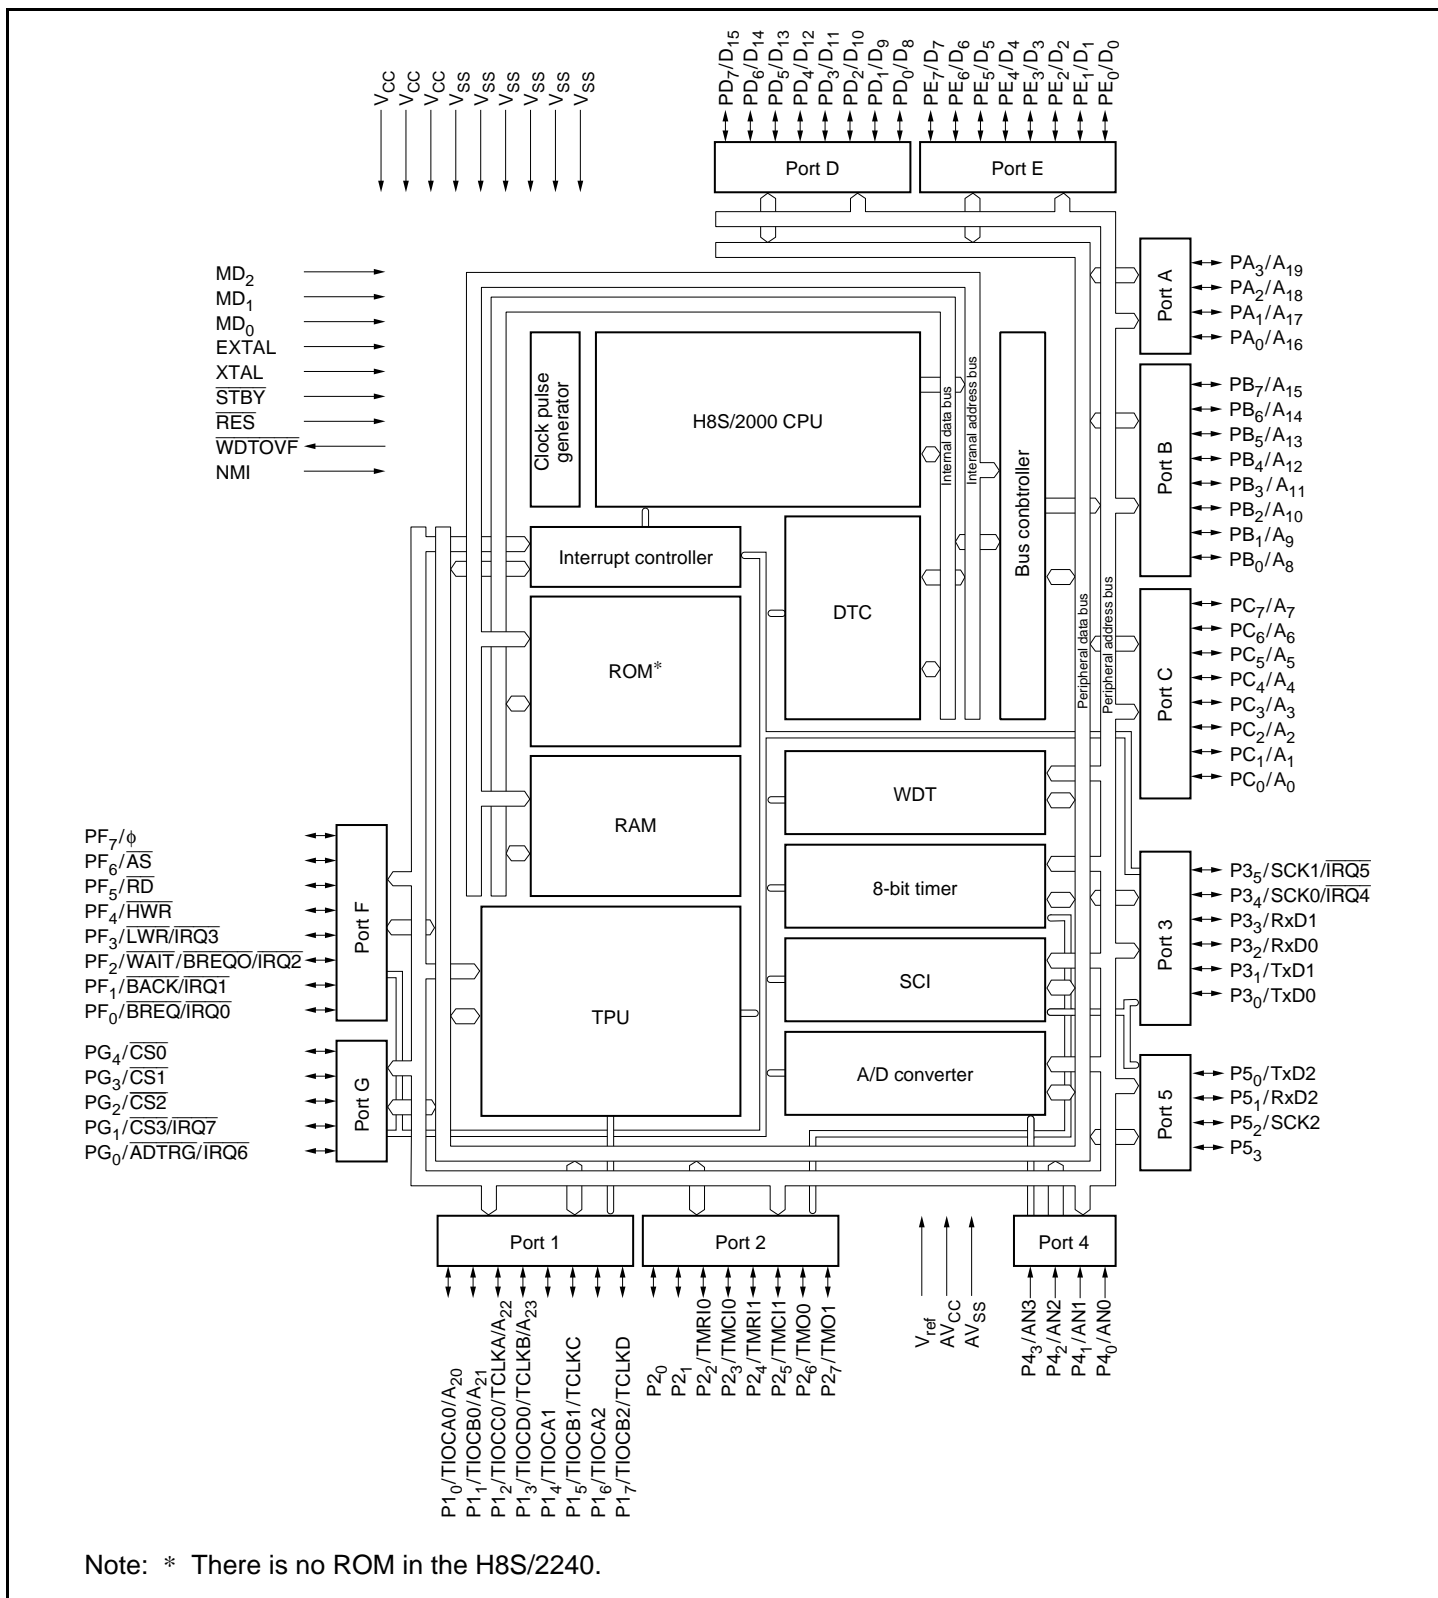 V_CC
V_CC
V_CC
V_SS
V_SS
V_SS
V_SS
V_SS
V_SS
PD₇/D₁₅
PD₆/D₁₄
PD₅/D₁₃
PD₄/D₁₂
PD₃/D₁₁
PD₂/D₁₀
PD₁/D₉
PD₀/D₈
PE₇/D₇
PE₆/D₆
PE₅/D₅
PE₄/D₄
PE₃/D₃
PE₂/D₂
PE₁/D₁
PE₀/D₀
Port D
Port E
MD₂
MD₁
MD₀
EXTAL
XTAL
STBY
RES
WDTOVF
NMI
Port A
PA₃/A₁₉
PA₂/A₁₈
PA₁/A₁₇
PA₀/A₁₆
Clock pulse
generator
H8S/2000 CPU
Internal data bus
Interanal address bus
Bus conbtroller
Port B
PB₇/A₁₅
PB₆/A₁₄
PB₅/A₁₃
PB₄/A₁₂
PB₃/A₁₁
PB₂/A₁₀
PB₁/A₉
PB₀/A₈
Interrupt controller
DTC
Peripheral data bus
Peripheral address bus
Port C
PC₇/A₇
PC₆/A₆
PC₅/A₅
PC₄/A₄
PC₃/A₃
PC₂/A₂
PC₁/A₁
PC₀/A₀
ROM*
RAM
WDT
8-bit timer
SCI
A/D converter
TPU
PF₇/ϕ
PF₆/AS
PF₅/RD
PF₄/HWR
PF₃/LWR/IRQ3
PF₂/WAIT/BREQO/IRQ2
PF₁/BACK/IRQ1
PF₀/BREQ/IRQ0
Port F
PG₄/CS0
PG₃/CS1
PG₂/CS2
PG₁/CS3/IRQ7
PG₀/ADTRG/IRQ6
Port G
Port 3
P3₅/SCK1/IRQ5
P3₄/SCK0/IRQ4
P3₃/RxD1
P3₂/RxD0
P3₁/TxD1
P3₀/TxD0
Port 5
P5₀/TxD2
P5₁/RxD2
P5₂/SCK2
P5₃
Port 1
Port 2
Port 4
P1₀/TIOCA0/A₂₀
P1₁/TIOCB0/A₂₁
P1₂/TIOCC0/TCLKA/A₂₂
P1₃/TIOCD0/TCLKB/A₂₃
P1₄/TIOCA1
P1₅/TIOCB1/TCLKC
P1₆/TIOCA2
P1₇/TIOCB2/TCLKD
P2₀
P2₁
P2₂/TMRI0
P2₃/TMCI0
P2₄/TMRI1
P2₅/TMCI1
P2₆/TMO0
P2₇/TMO1
V_ref
AV_CC
AV_SS
P4₃/AN3
P4₂/AN2
P4₁/AN1
P4₀/AN0
Note: * There is no ROM in the H8S/2240.